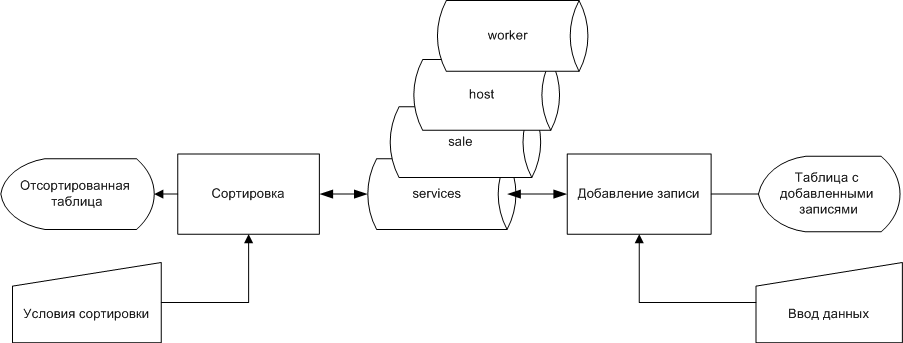 worker
host
sale
services
Отсортированная
таблица
Сортировка
Добавление записи
Таблица с
добавленными
записями
Условия сортировки
Ввод данных